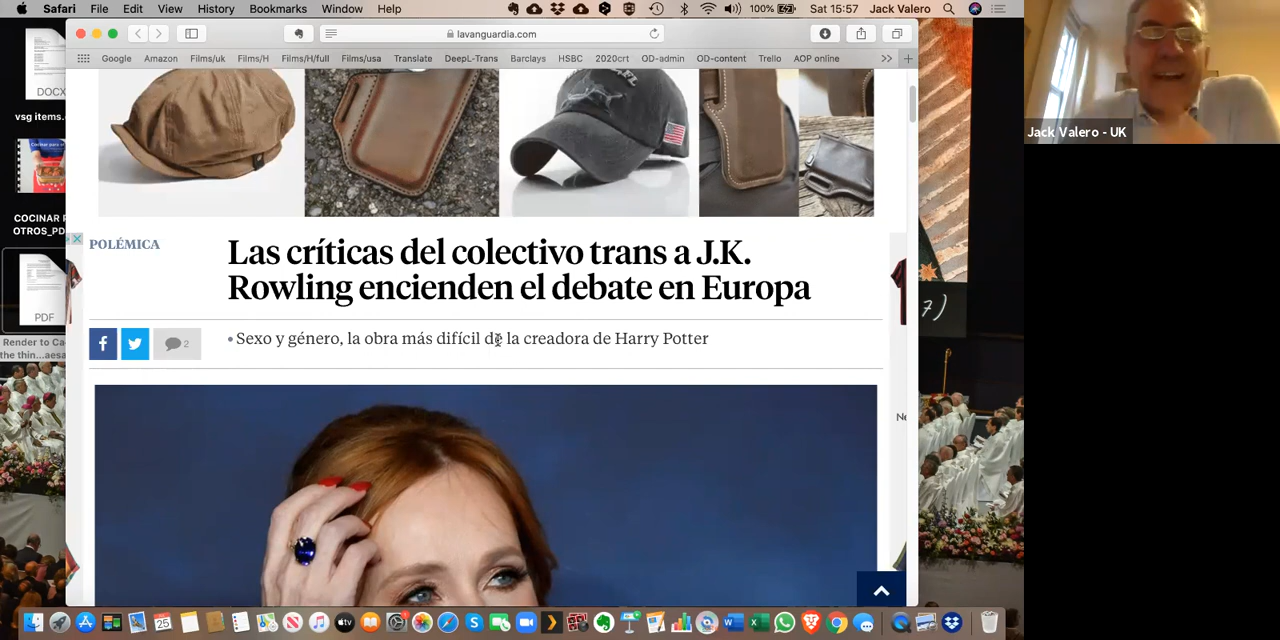 Safari File Edit View History Bookmarks Window Help 100% Sat 15:57 Jack Valero
lavanguardia.com
Google Amazon Films/uk Films/H Films/H/full Films/usa Translate DeepL-Trans Barclays HSBC 2020crt OD-admin OD-content Trello AOP online
DOCX
vsg items.
COCINAR P
OTROS_PD
PDF
Render to Ca
the thin...aesa
POLÉMICA
Las críticas del colectivo trans a J.K.
Rowling encienden el debate en Europa
2
• Sexo y género, la obra más difícil de la creadora de Harry Potter
7)
Jack Valero - UK
25